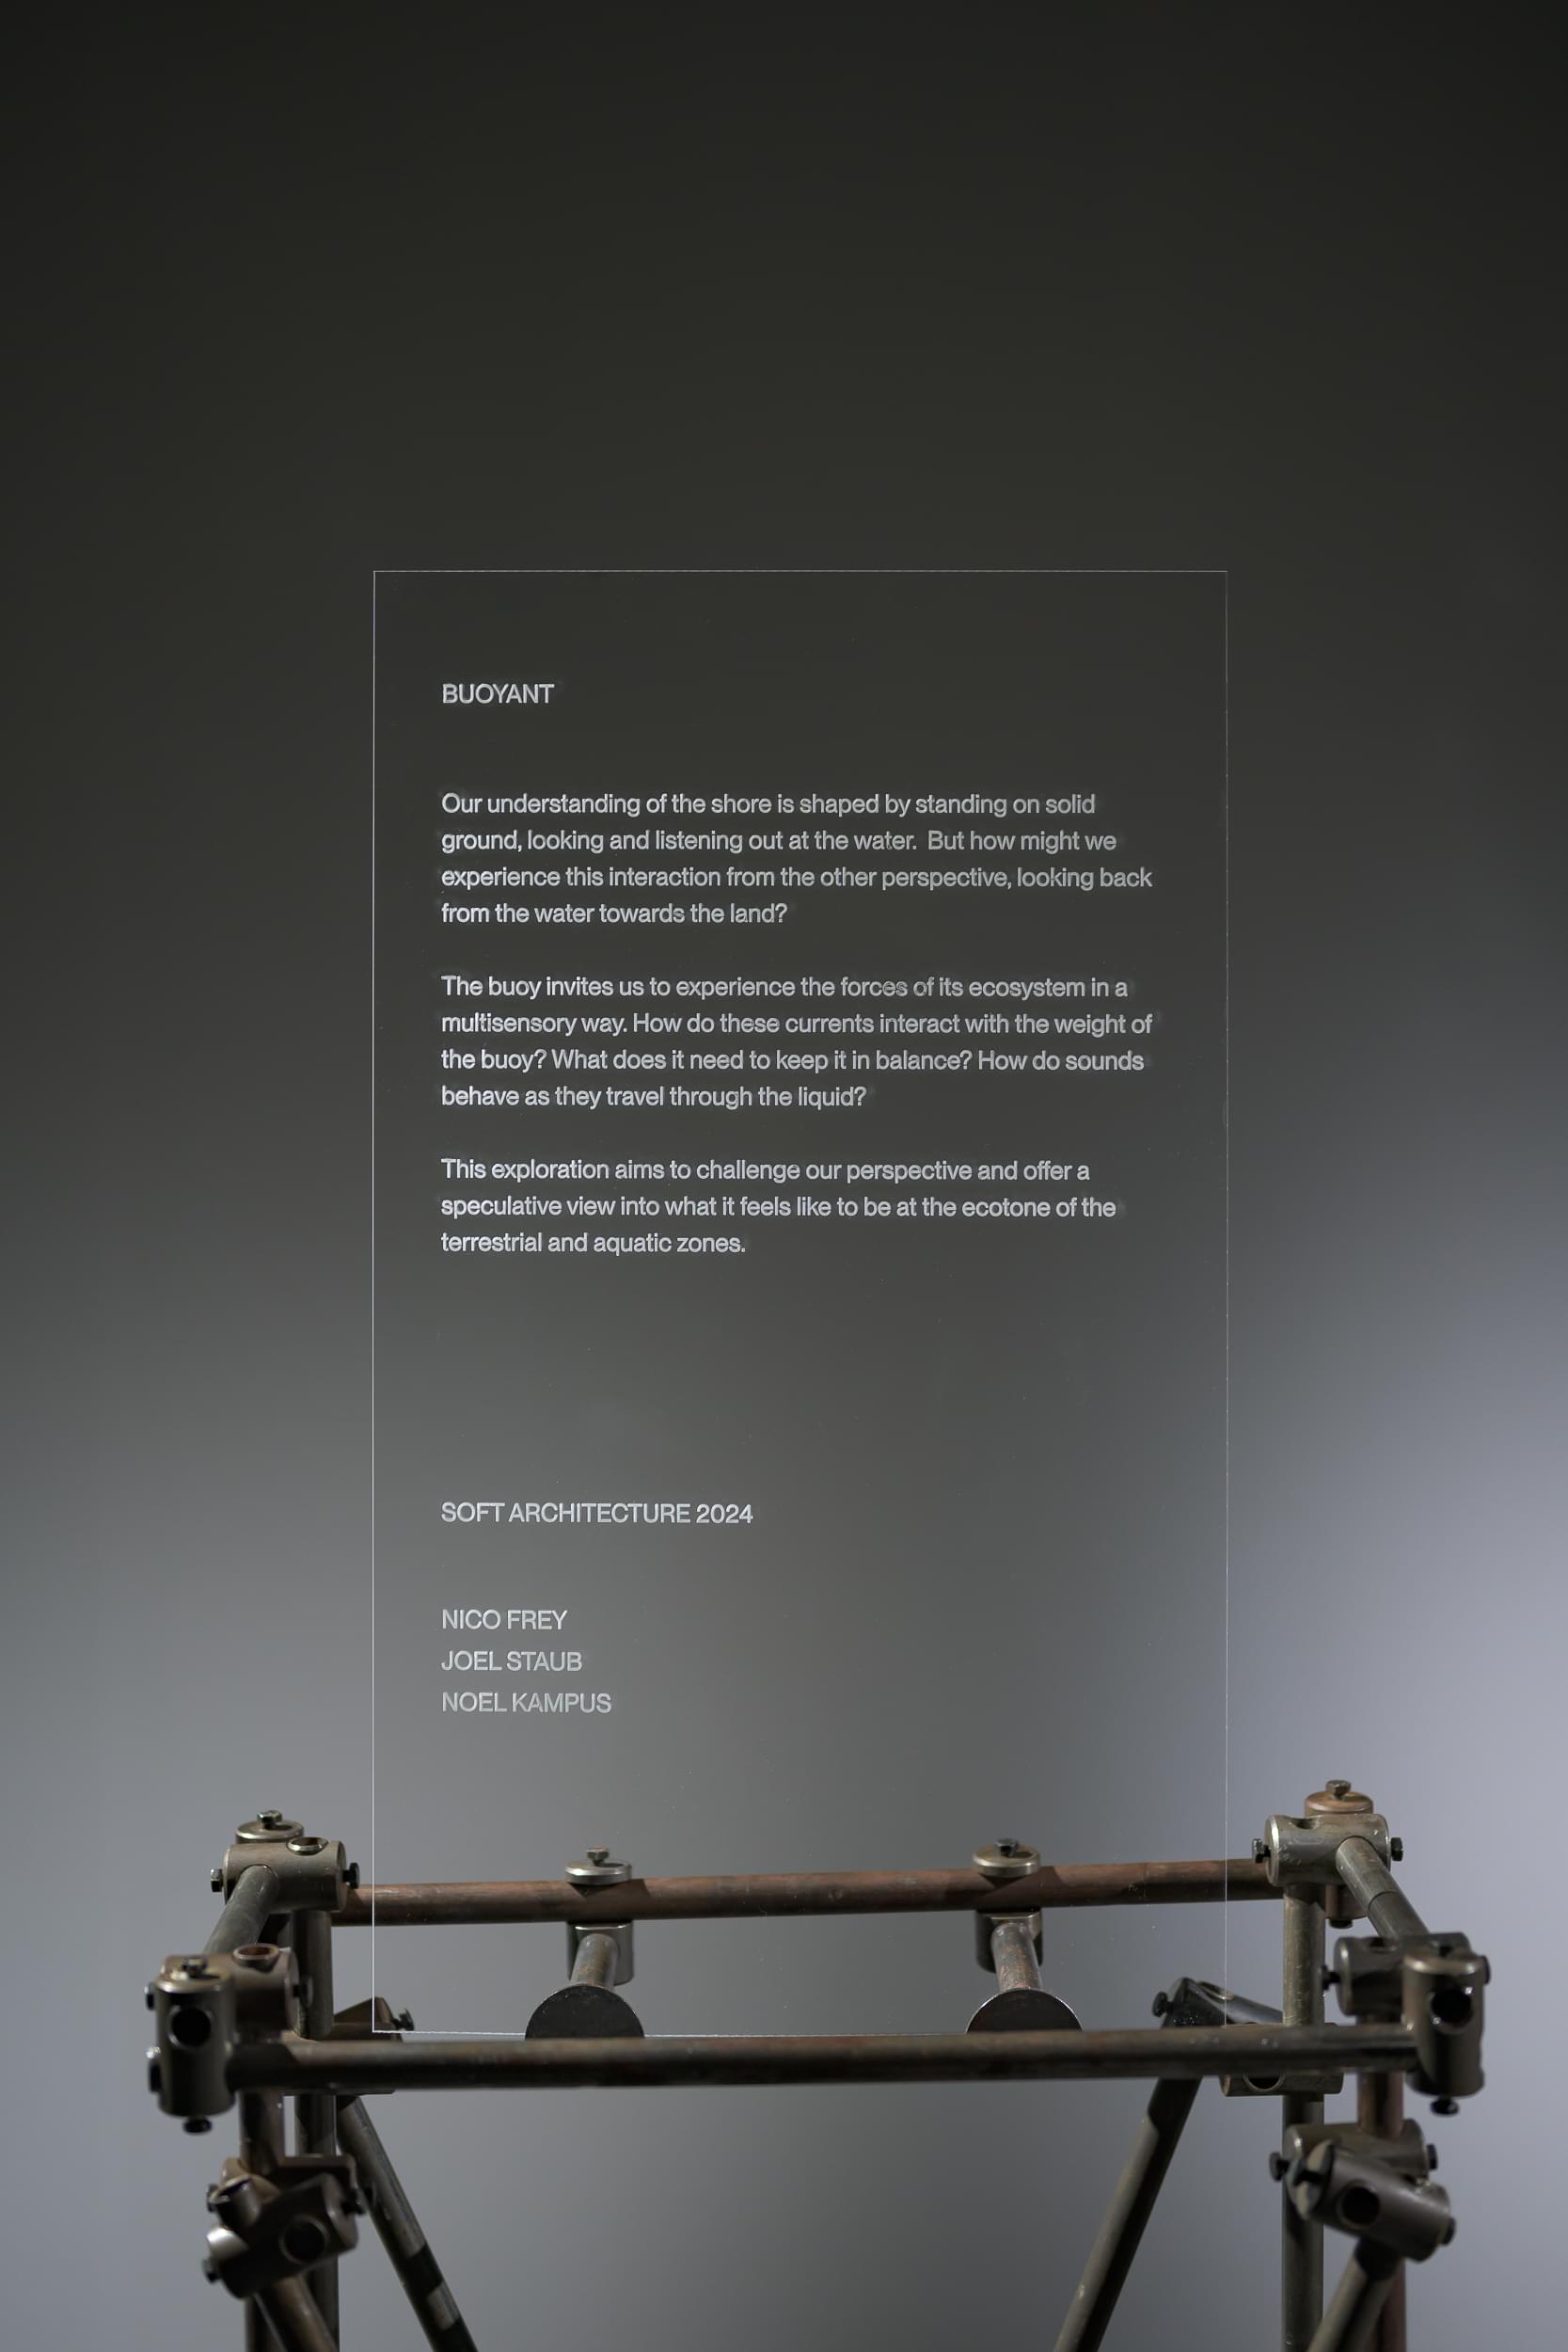 BUOYANT
Our understanding of the shore is shaped by standing on solid
ground, looking and listening out at the water.  But how might we
experience this interaction from the other perspective, looking back
from the water towards the land?
The buoy invites us to experience the forces of its ecosystem in a
multisensory way. How do these currents interact with the weight of
the buoy? What does it need to keep it in balance? How do sounds
behave as they travel through the liquid?
This exploration aims to challenge our perspective and offer a
speculative view into what it feels like to be at the ecotone of the
terrestrial and aquatic zones.
SOFT ARCHITECTURE 2024
NICO FREY
JOEL STAUB
NOEL KAMPUS